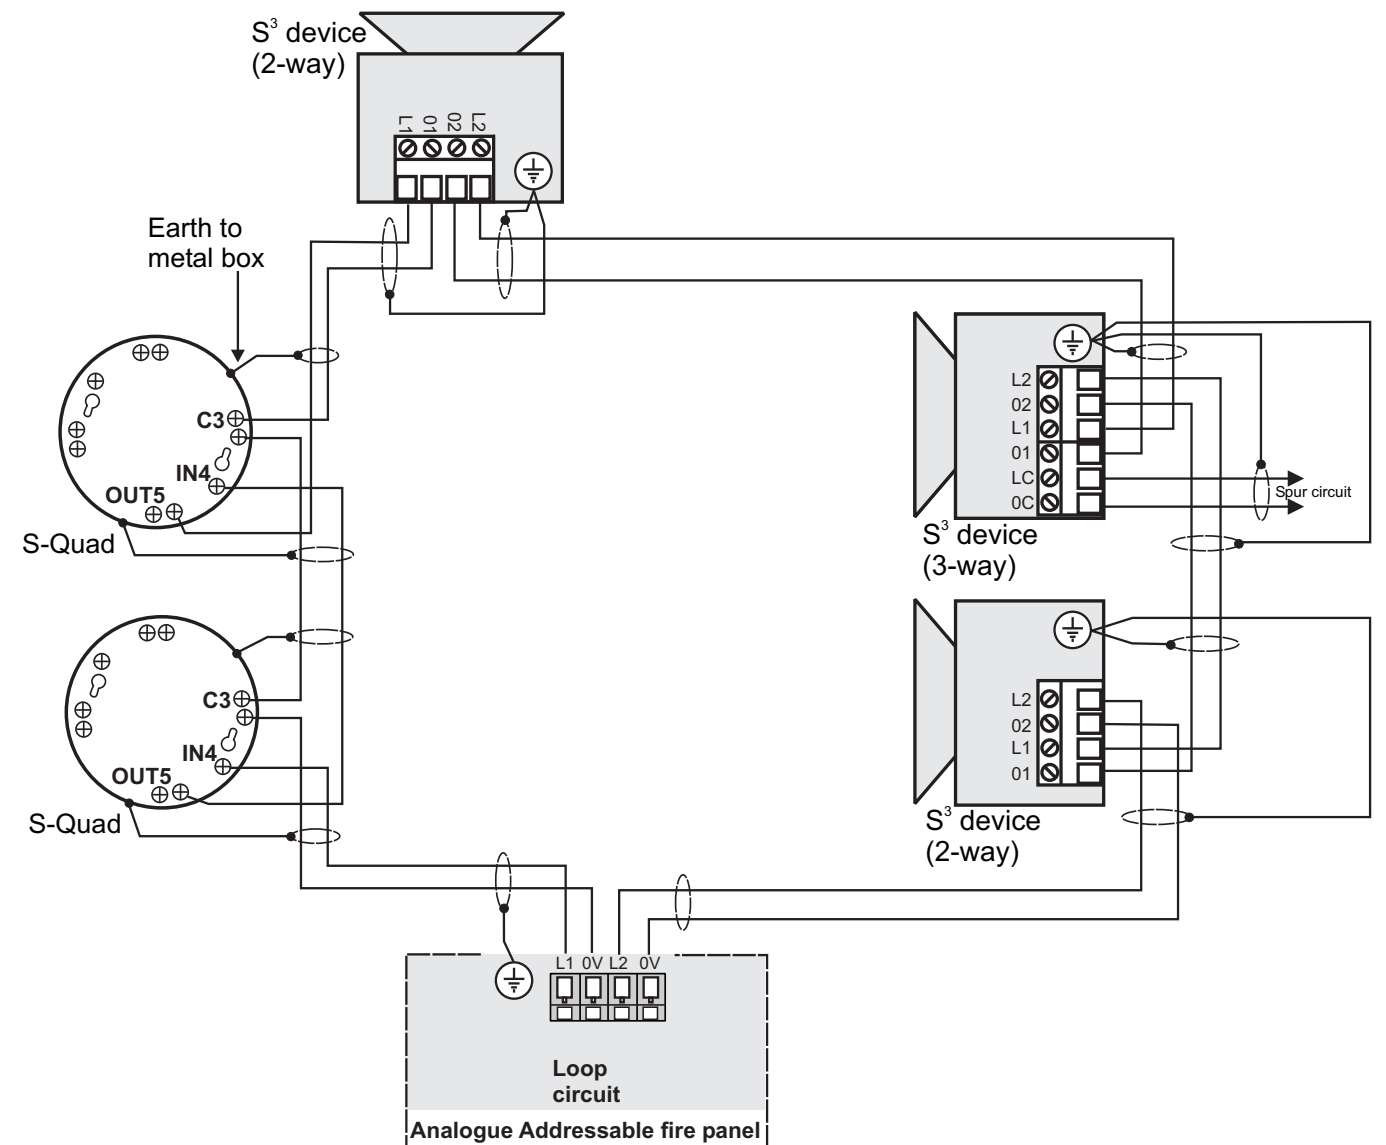 S³ device
(2-way)
L1 01 02 L2
Earth to
metal box
C3
IN4
OUT5
S-Quad
L2
02
L1
01
LC
0C
Spur circuit
S³ device
(3-way)
C3
IN4
OUT5
S-Quad
L2
02
L1
01
S³ device
(2-way)
L1 0V L2 0V
Loop
circuit
Analogue Addressable fire panel